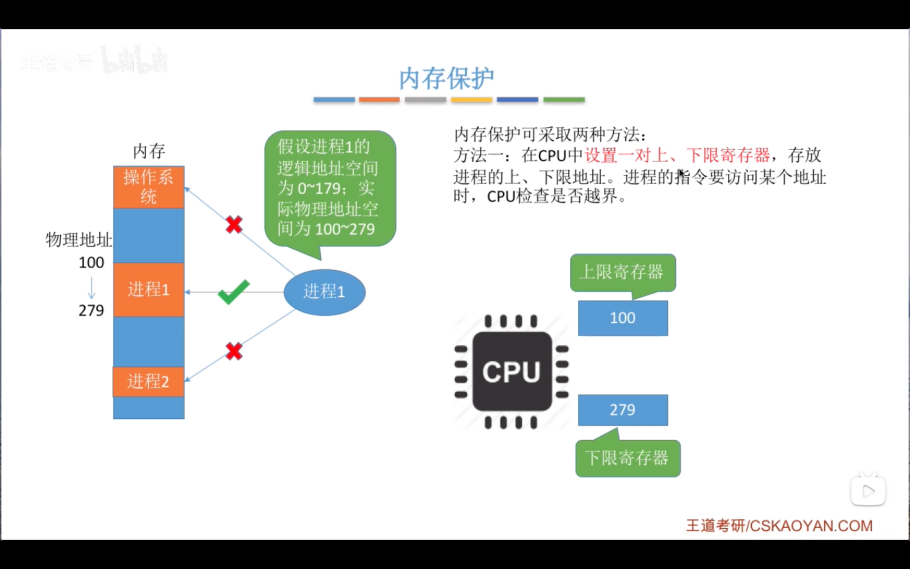 内存保护
内存保护可采取两种方法：
方法一：在CPU中设置一对上、下限寄存器，存放
进程的上、下限地址。进程的指令要访问某个地址
时，CPU检查是否越界。
内存
操作系
统
物理地址
100
279
进程1
进程2
假设进程1的
逻辑地址空间
为 0~179；实
际物理地址空
间为 100~279
进程1
上限寄存器
100
CPU
279
下限寄存器
王道考研/CSKAOYAN.COM